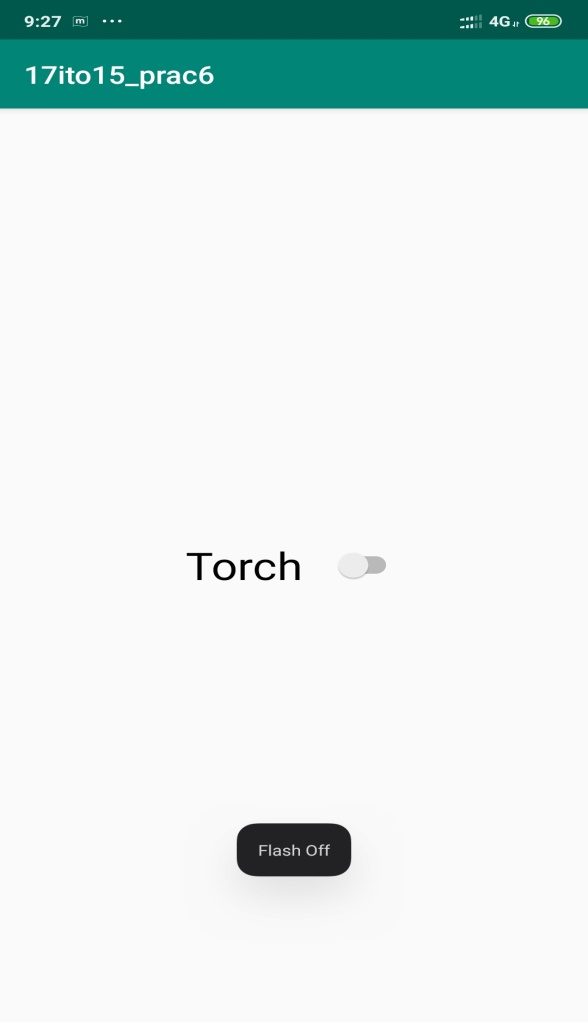 9:27 m ... 4G 96
17ito15_prac6
Torch
Flash Off